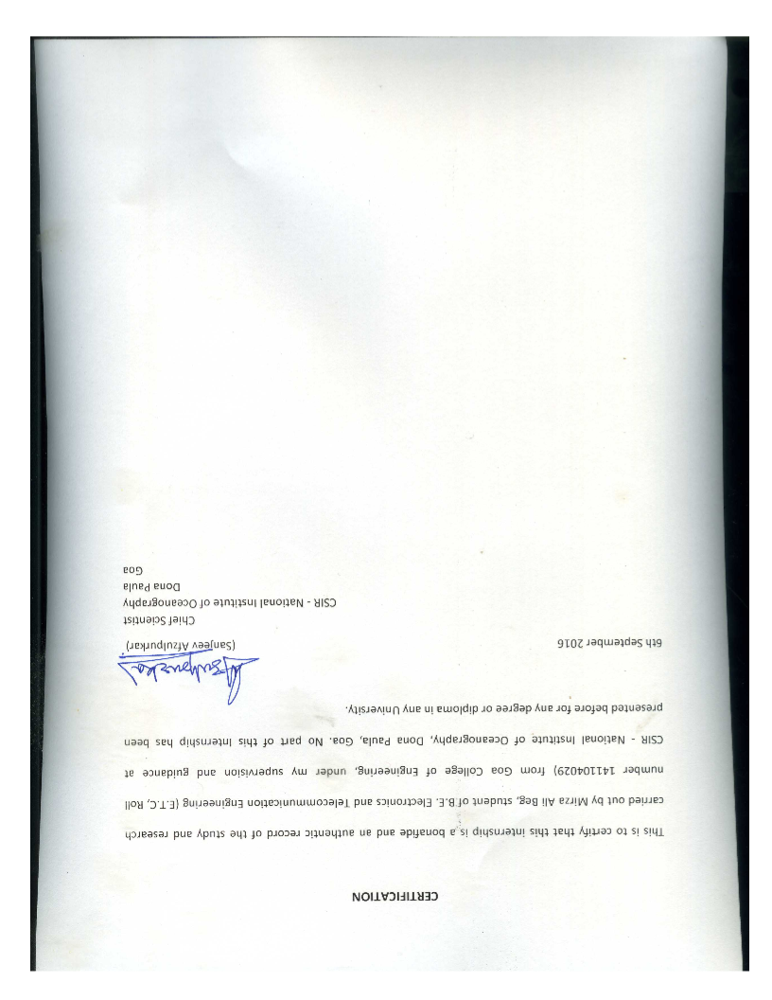 CERTIFICATION
This is to certify that this internship is a bonafide and an authentic record of the study and research
carried out by Mirza Ali Beg, student of B.E. Electronics and Telecommunication Engineering (E.T.C, Roll
number 141104029) from Goa College of Engineering, under my supervision and guidance at
CSIR - National Institute of Oceanography, Dona Paula, Goa. No part of this Internship has been
presented before for any degree or diploma in any University.
6th September 2016
(Sanjeev Afzulpurkar)
Chief Scientist
CSIR - National Institute of Oceanography
Dona Paula
Goa